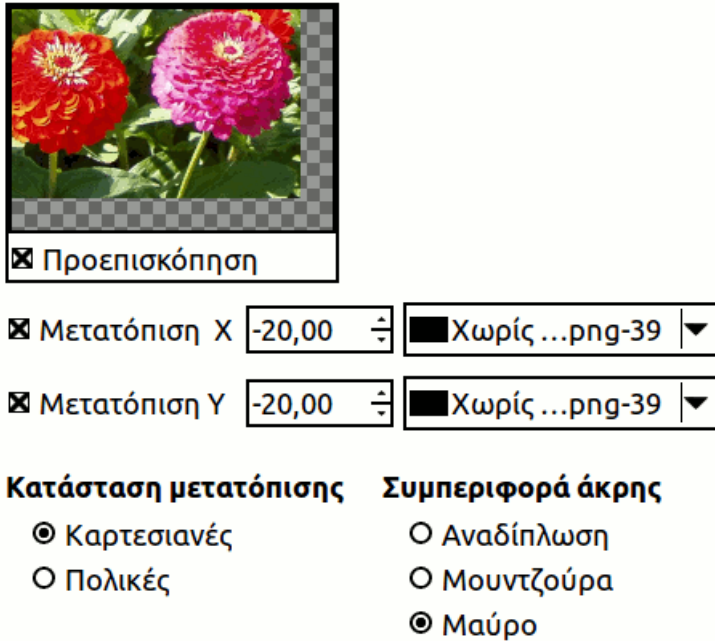 Προεπισκόπηση
Μετατόπιση X -20,00 Χωρίς ...png-39
Μετατόπιση Y -20,00 Χωρίς ...png-39
Κατάσταση μετατόπισης Συμπεριφορά άκρης
Καρτεσιανές Αναδίπλωση
Πολικές Μουντζούρα
Μαύρο